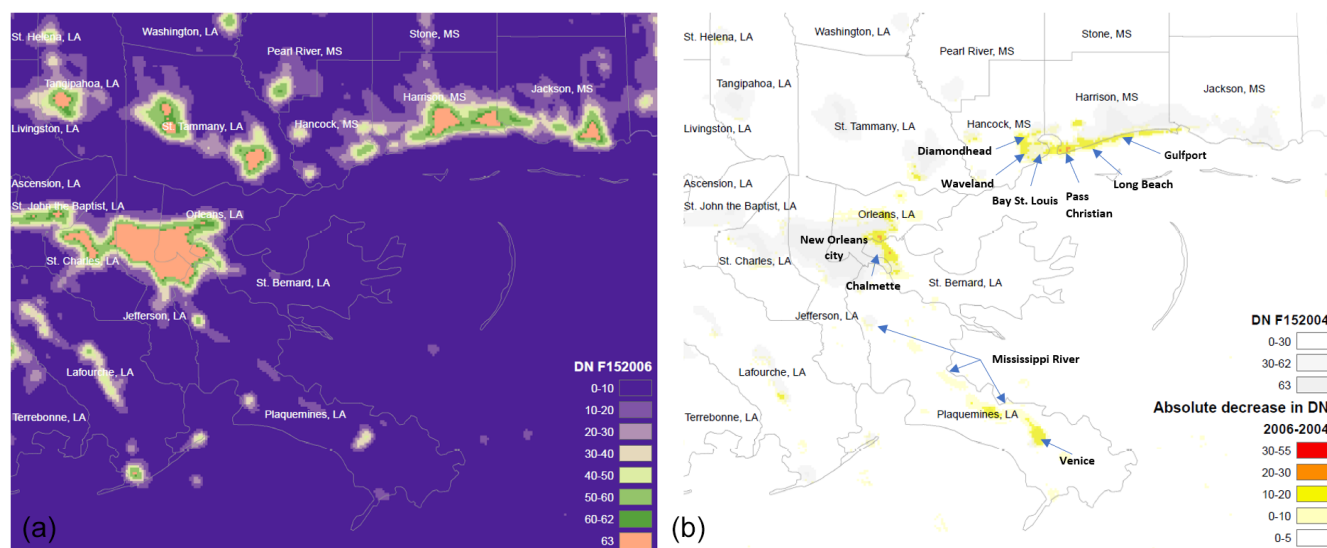 Washington, LA
St. Helena, LA
Stone, MS
Pearl River, MS
Tangipahoa, LA
Harrison, MS
Jackson, MS
Livingston, LA
St. Tammany, LA
Hancock, MS
Ascension, LA
St. John the Baptist, LA
Orleans, LA
St. Charles, LA
St. Bernard, LA
Jefferson, LA
Lafourche, LA
Terrebonne, LA
Plaquemines, LA
DN F152006
0-10
10-20
20-30
30-40
40-50
50-60
60-62
63
(a)
Washington, LA
St. Helena, LA
Stone, MS
Pearl River, MS
Tangipahoa, LA
Harrison, MS
Jackson, MS
Livingston, LA
St. Tammany, LA
Hancock, MS
Diamondhead
Gulfport
Waveland
Long Beach
Bay St. Louis
Pass
Christian
Ascension, LA
St. John the Baptist, LA
Orleans, LA
New Orleans
city
St. Charles, LA
Chalmette
St. Bernard, LA
Jefferson, LA
Mississippi River
Lafourche, LA
Terrebonne, LA
Plaquemines, LA
Venice
DN F152004
0-30
30-62
63
Absolute decrease in DN
2006-2004
30-55
20-30
10-20
0-10
0-5
(b)